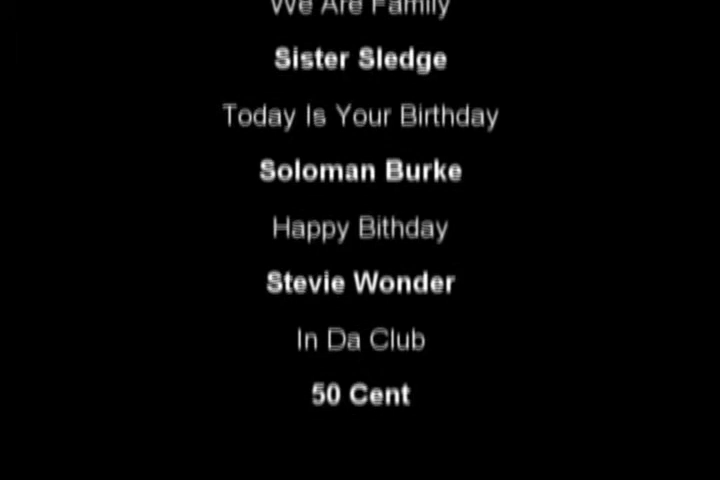 We Are Family
Sister Sledge
Today Is Your Birthday
Soloman Burke
Happy Bithday
Stevie Wonder
In Da Club
50 Cent